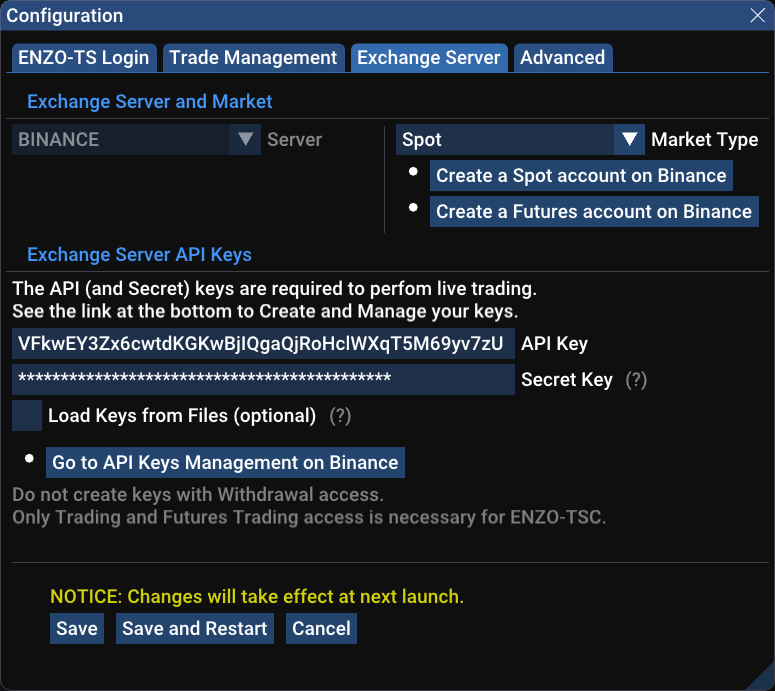 Configuration
ENZO-TS Login Trade Management Exchange Server Advanced
Exchange Server and Market
BINANCE Server Spot Market Type
Create a Spot account on Binance
Create a Futures account on Binance
Exchange Server API Keys
The API (and Secret) keys are required to perfom live trading.
See the link at the bottom to Create and Manage your keys.
VFkwEY3Zx6cwtdKGKwBjIQgaQjRoHclWXqT5M69yv7zU API Key
******************************************** Secret Key (?)
Load Keys from Files (optional) (?)
Go to API Keys Management on Binance
Do not create keys with Withdrawal access.
Only Trading and Futures Trading access is necessary for ENZO-TSC.
NOTICE: Changes will take effect at next launch.
Save Save and Restart Cancel